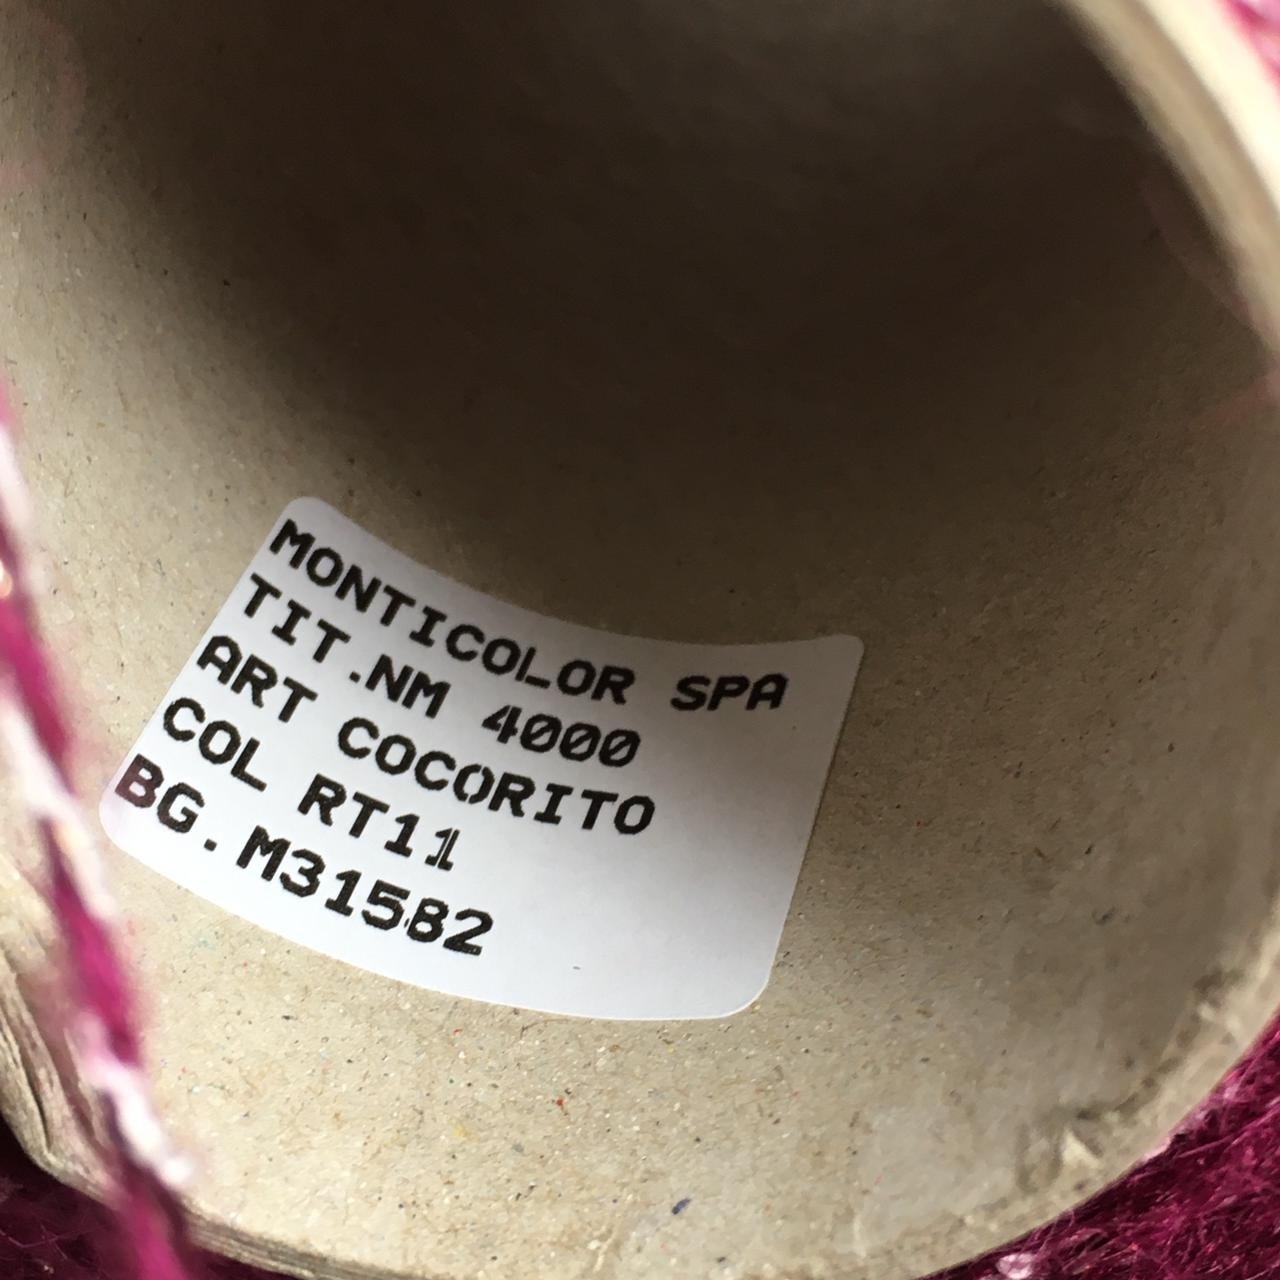 MONTICOLOR SPA
TIT.NM 4000
ART COCORITO
COL RT11
BG.M31582